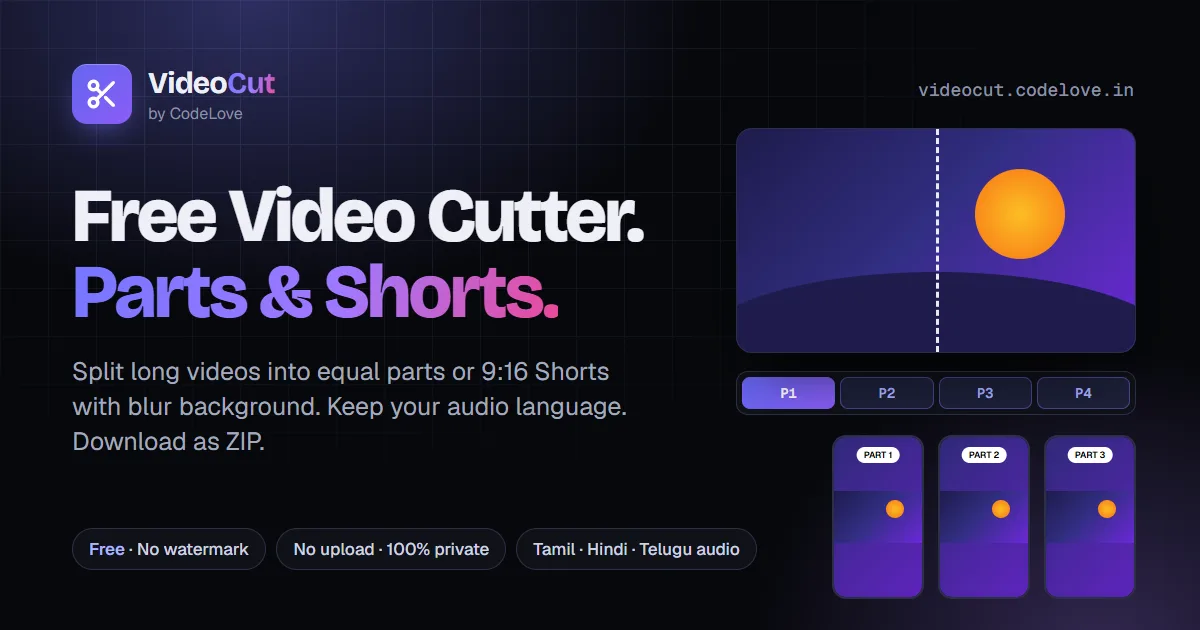 VideoCut
by CodeLove
videocut.codelove.in
Free Video Cutter.
Parts & Shorts.
Split long videos into equal parts or 9:16 Shorts
with blur background. Keep your audio language.
Download as ZIP.
Free · No watermark
No upload · 100% private
Tamil · Hindi · Telugu audio
P1
P2
P3
P4
PART 1
PART 2
PART 3